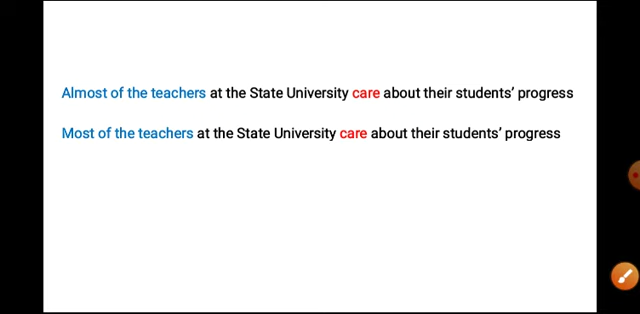 Almost of the teachers at the State University care about their students’ progress
Most of the teachers at the State University care about their students’ progress